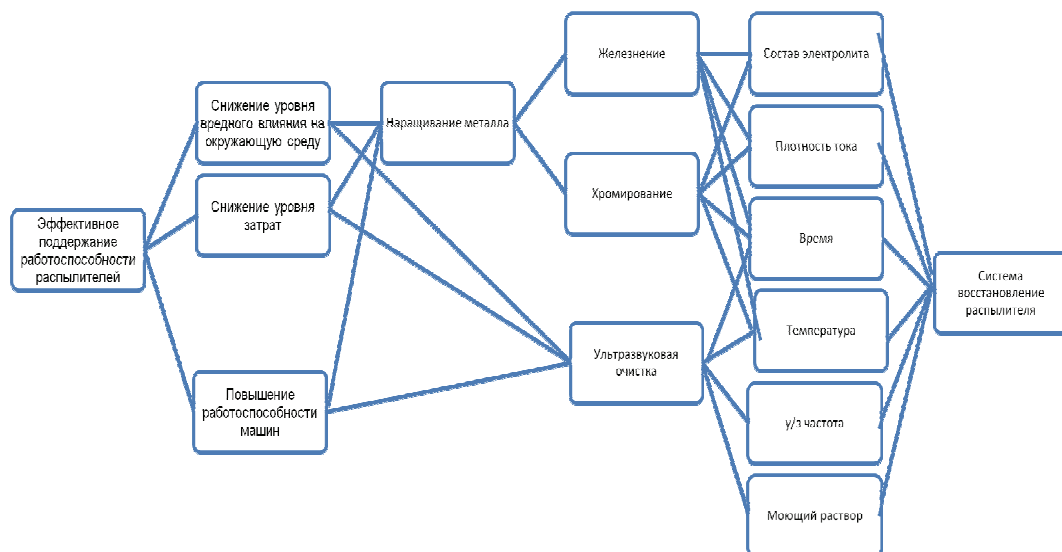 Эффективное
поддержание
работоспособности
распылителей
Снижение уровня
вредного влияния на
окружающую среду
Снижение уровня
затрат
Повышение
работоспособности
машин
Наращивание металла
Железнение
Хромирование
Ультразвуковая
очистка
Состав электролита
Плотность тока
Время
Температура
у/з частота
Моющий раствор
Система
восстановление
распылителя